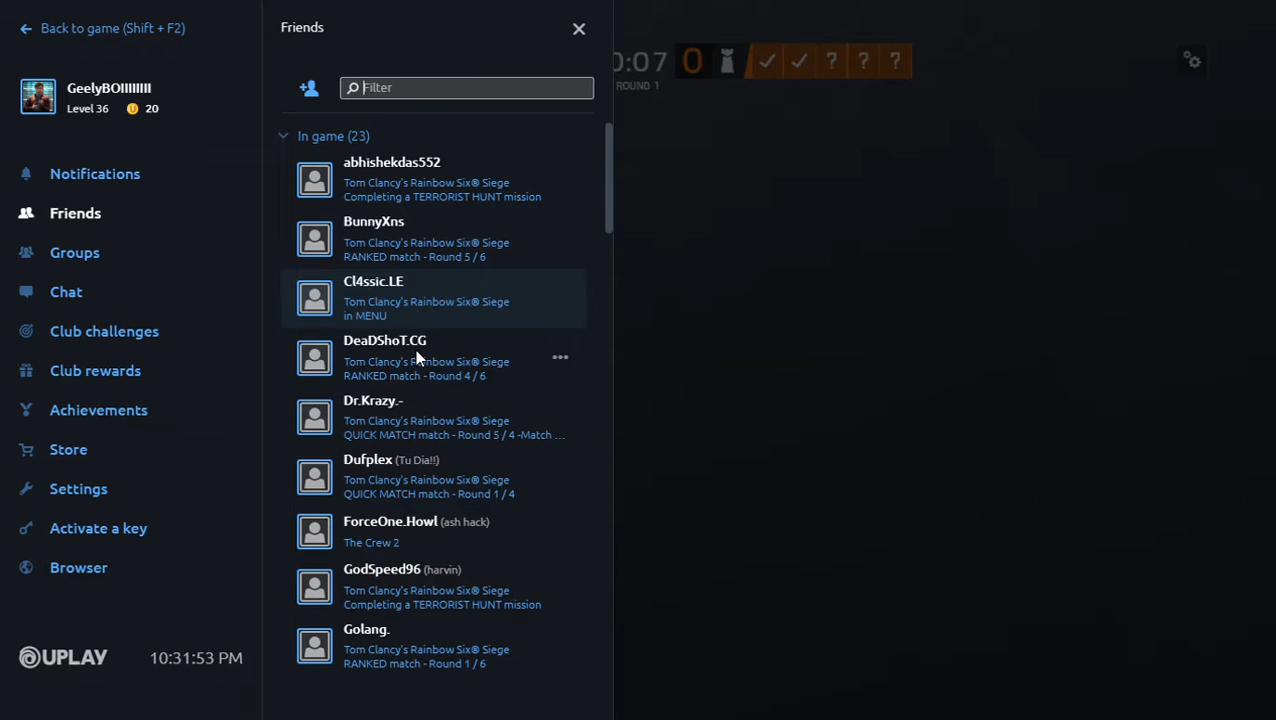 Back to game (Shift + F2)
GeelyBOIIIIIIII
Level 36
20
Notifications
Friends
Groups
Chat
Club challenges
Club rewards
Achievements
Store
Settings
Activate a key
Browser
UPLAY
10:31:53 PM
Friends
Filter
In game (23)
abhishekdas552
Tom Clancy's Rainbow Six® Siege
Completing a TERRORIST HUNT mission
BunnyXns
Tom Clancy's Rainbow Six® Siege
RANKED match - Round 5 / 6
Cl4ssic.LE
Tom Clancy's Rainbow Six® Siege
in MENU
DeaDShoT.CG
Tom Clancy's Rainbow Six® Siege
RANKED match - Round 4 / 6
Dr.Krazy.-
Tom Clancy's Rainbow Six® Siege
QUICK MATCH match - Round 5 / 4 -Match ...
Dufplex (Tu Dia!!)
Tom Clancy's Rainbow Six® Siege
QUICK MATCH match - Round 1 / 4
ForceOne.Howl (ash hack)
The Crew 2
GodSpeed96 (harvin)
Tom Clancy's Rainbow Six® Siege
Completing a TERRORIST HUNT mission
Golang.
Tom Clancy's Rainbow Six® Siege
RANKED match - Round 1 / 6
:07 0 ? ? ?
ROUND 1